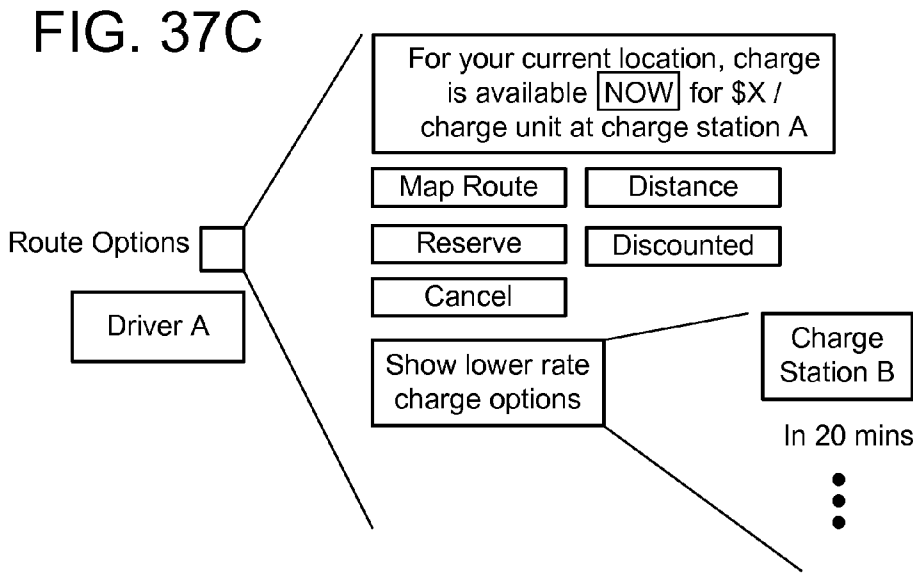 FIG. 37C
For your current location, charge
is available NOW for $X /
charge unit at charge station A
Map Route
Distance
Route Options
Reserve
Discounted
Cancel
Driver A
Show lower rate
charge options
Charge
Station B
In 20 mins